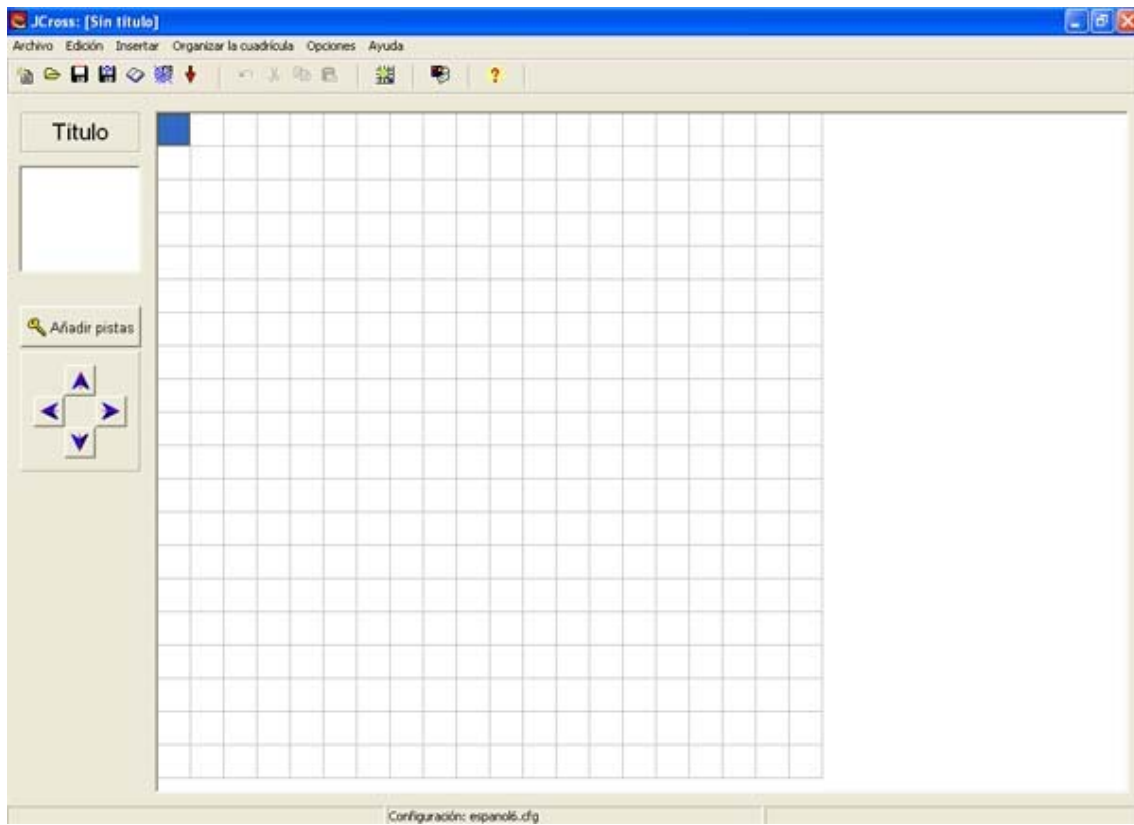 JCross: [Sin título]
Archivo Edición Insertar Organizar la cuadrícula Opciones Ayuda
Título
Añadir pistas
Configuración: espanol6.cfg